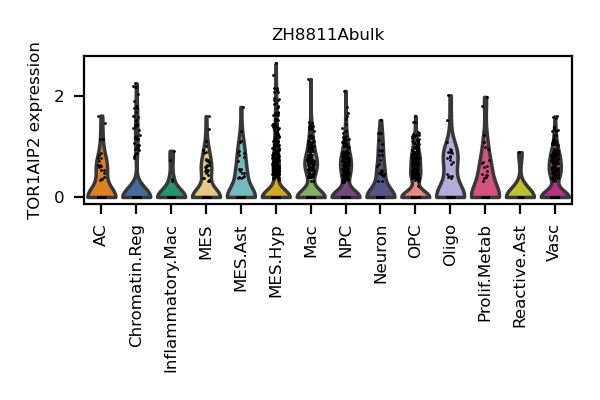 ZH8811Abulk
TOR1AIP2 expression
2
0
AC
Chromatin.Reg
Inflammatory.Mac
MES
MES.Ast
MES.Hyp
Mac
NPC
Neuron
OPC
Oligo
Prolif.Metab
Reactive.Ast
Vasc